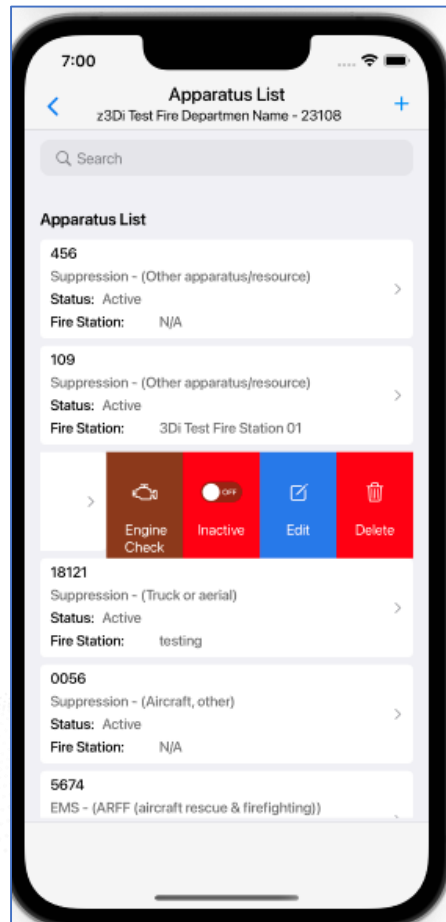 7:00
Apparatus List
z3Di Test Fire Departmen Name - 23108
Search
Apparatus List
456
Suppression - (Other apparatus/resource)
Status: Active
Fire Station: N/A
109
Suppression - (Other apparatus/resource)
Status: Active
Fire Station: 3Di Test Fire Station 01
Engine Check
OFF
Inactive
Edit
Delete
18121
Suppression - (Truck or aerial)
Status: Active
Fire Station: testing
0056
Suppression - (Aircraft, other)
Status: Active
Fire Station: N/A
5674
EMS - (ARFF (aircraft rescue & firefighting))